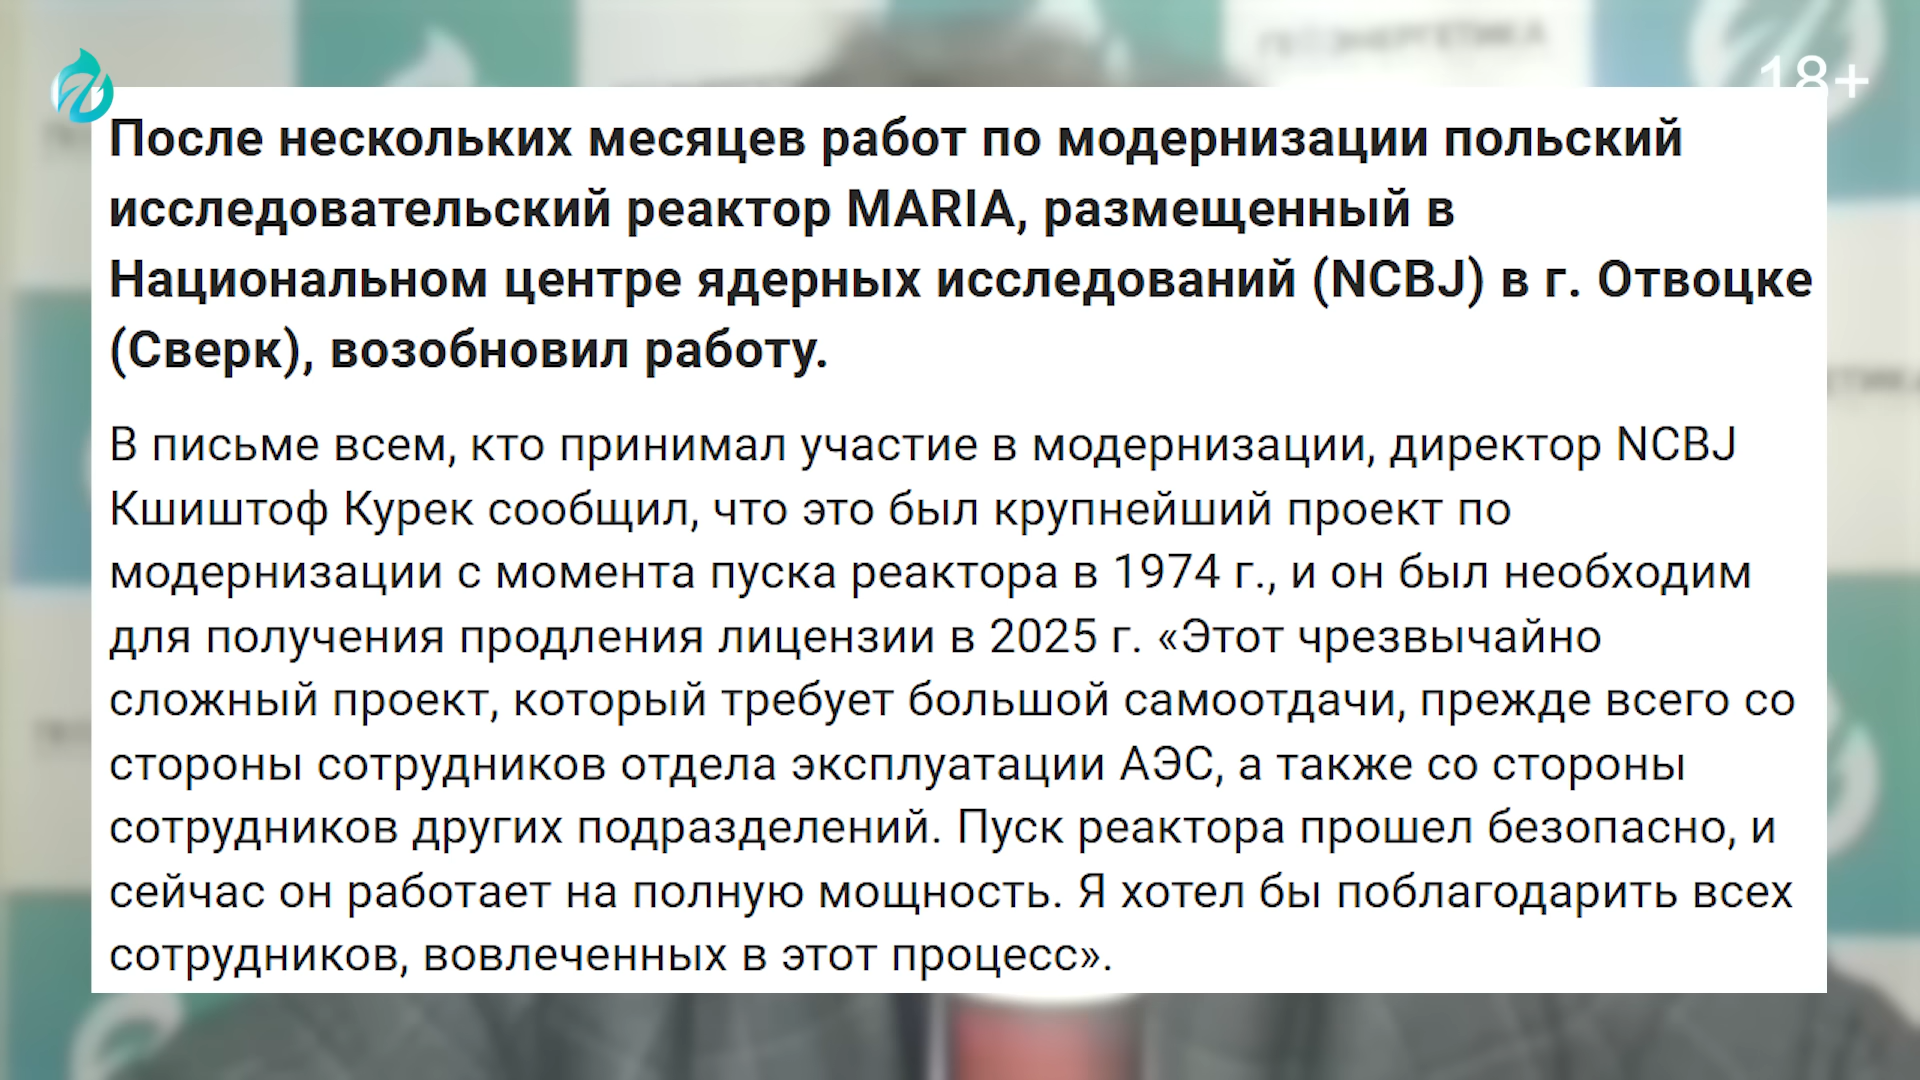 ГЕОЭНЕРГЕТИКА
18+
После нескольких месяцев работ по модернизации польский
исследовательский реактор MARIA, размещенный в
Национальном центре ядерных исследований (NCBJ) в г. Отвоцке
(Сверк), возобновил работу.
В письме всем, кто принимал участие в модернизации, директор NCBJ
Кшиштоф Курек сообщил, что это был крупнейший проект по
модернизации с момента пуска реактора в 1974 г., и он был необходим
для получения продления лицензии в 2025 г. «Этот чрезвычайно
сложный проект, который требует большой самоотдачи, прежде всего со
стороны сотрудников отдела эксплуатации АЭС, а также со стороны
сотрудников других подразделений. Пуск реактора прошел безопасно, и
сейчас он работает на полную мощность. Я хотел бы поблагодарить всех
сотрудников, вовлеченных в этот процесс».